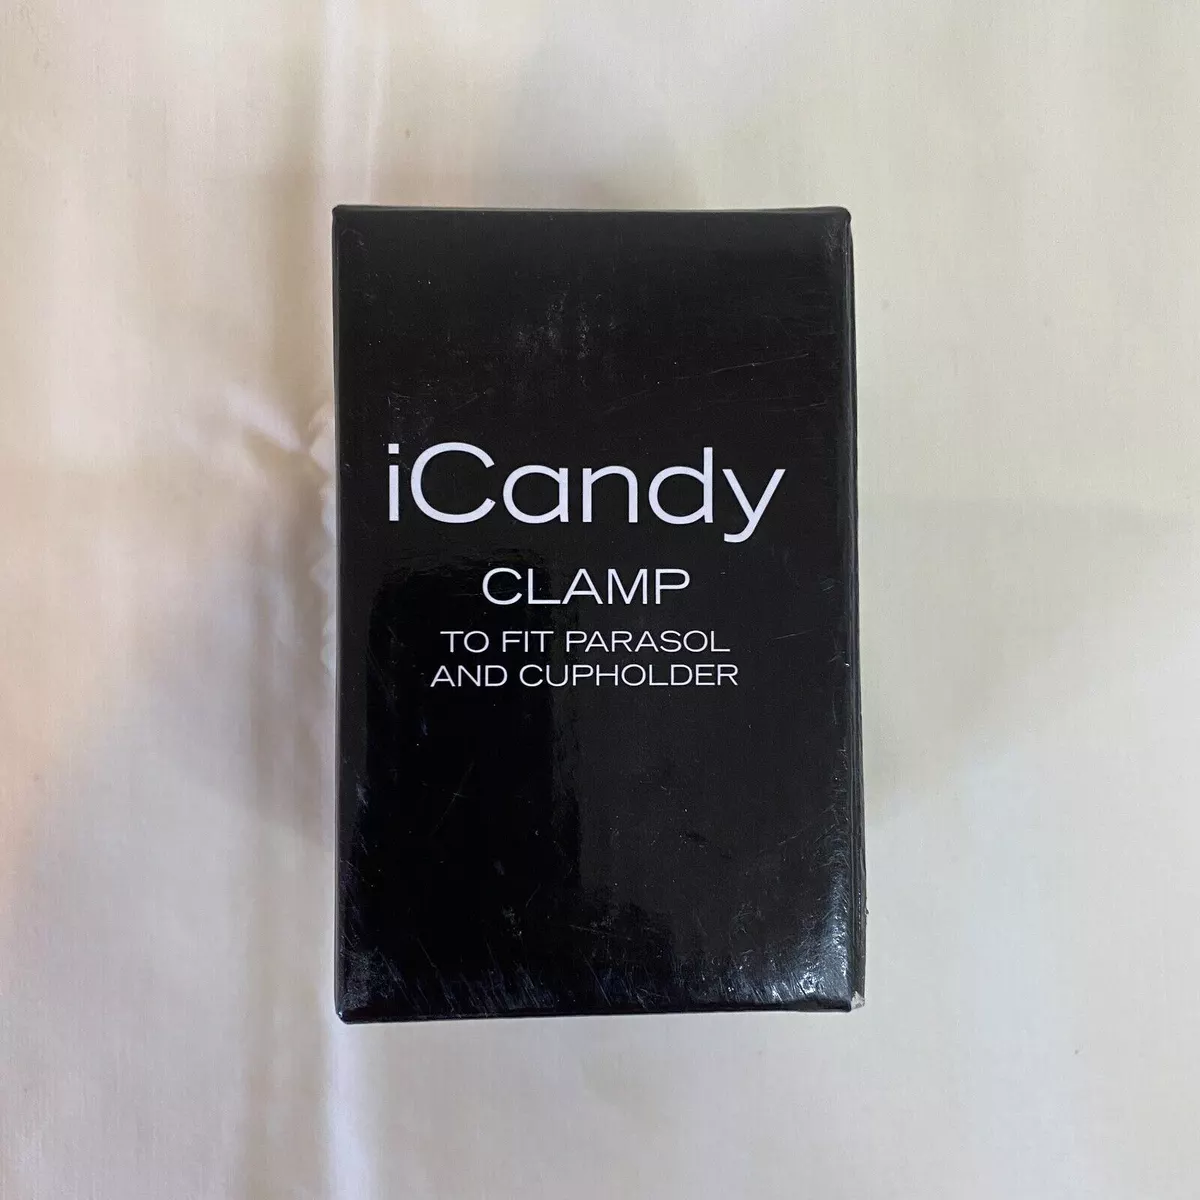 iCandy
CLAMP
TO FIT PARASOL
AND CUPHOLDER